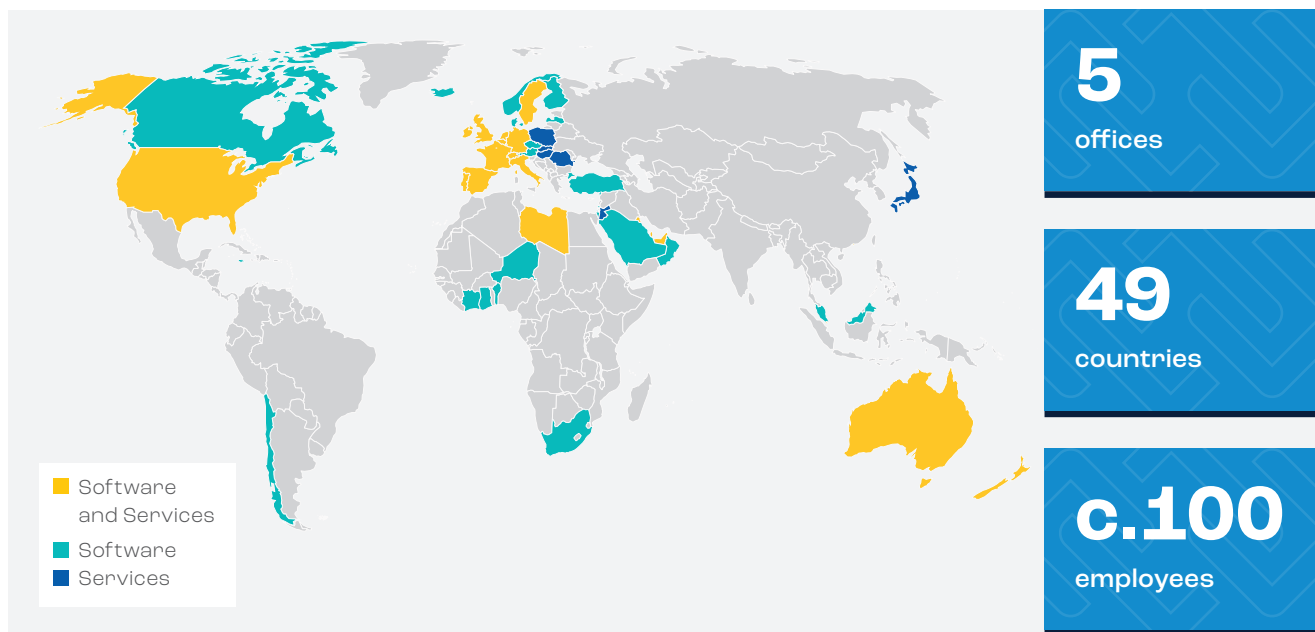 5
offices
49
countries
c.100
employees
Software
and Services
Software
Services